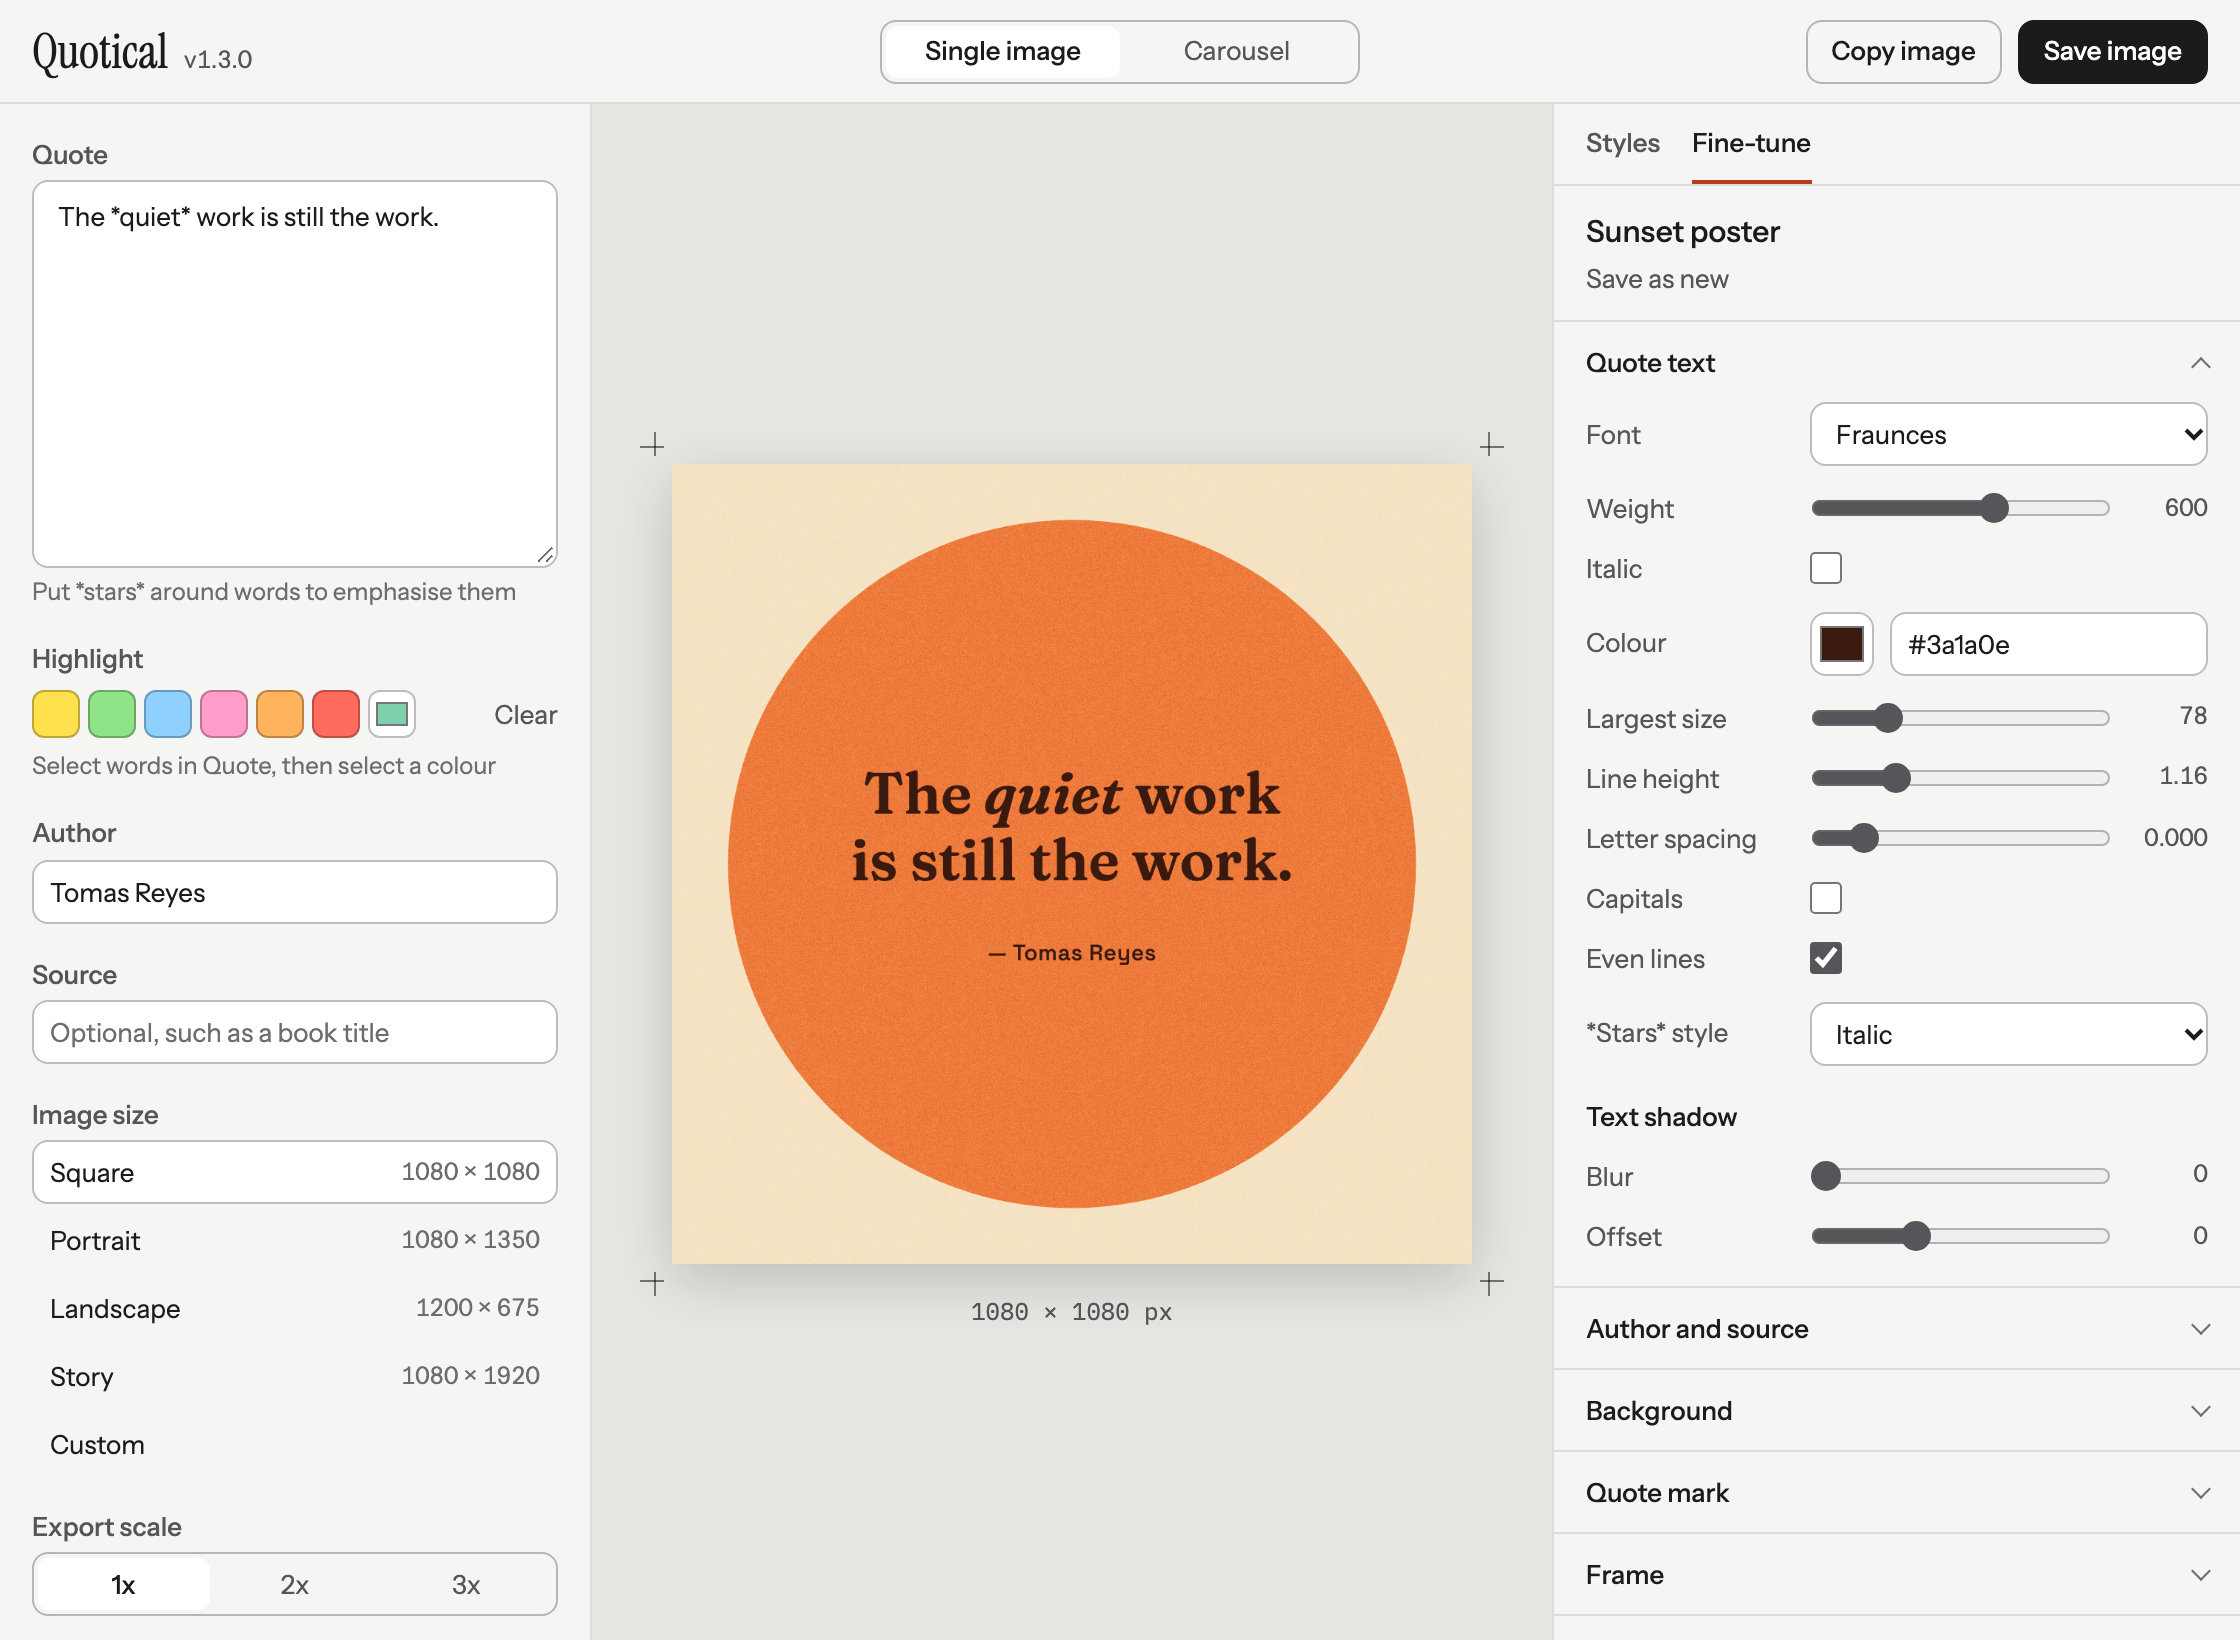 Quotical v1.3.0
Single image
Carousel
Copy image
Save image
Quote
The *quiet* work is still the work.
Put *stars* around words to emphasise them
Highlight
Clear
Select words in Quote, then select a colour
Author
Tomas Reyes
Source
Optional, such as a book title
Image size
Square 1080 × 1080
Portrait 1080 × 1350
Landscape 1200 × 675
Story 1080 × 1920
Custom
Export scale
1x 2x 3x
The quiet work
is still the work.
— Tomas Reyes
1080 × 1080 px
Styles Fine-tune
Sunset poster
Save as new
Quote text
Font Fraunces
Weight 600
Italic
Colour #3a1a0e
Largest size 78
Line height 1.16
Letter spacing 0.000
Capitals
Even lines
*Stars* style Italic
Text shadow
Blur 0
Offset 0
Author and source
Background
Quote mark
Frame